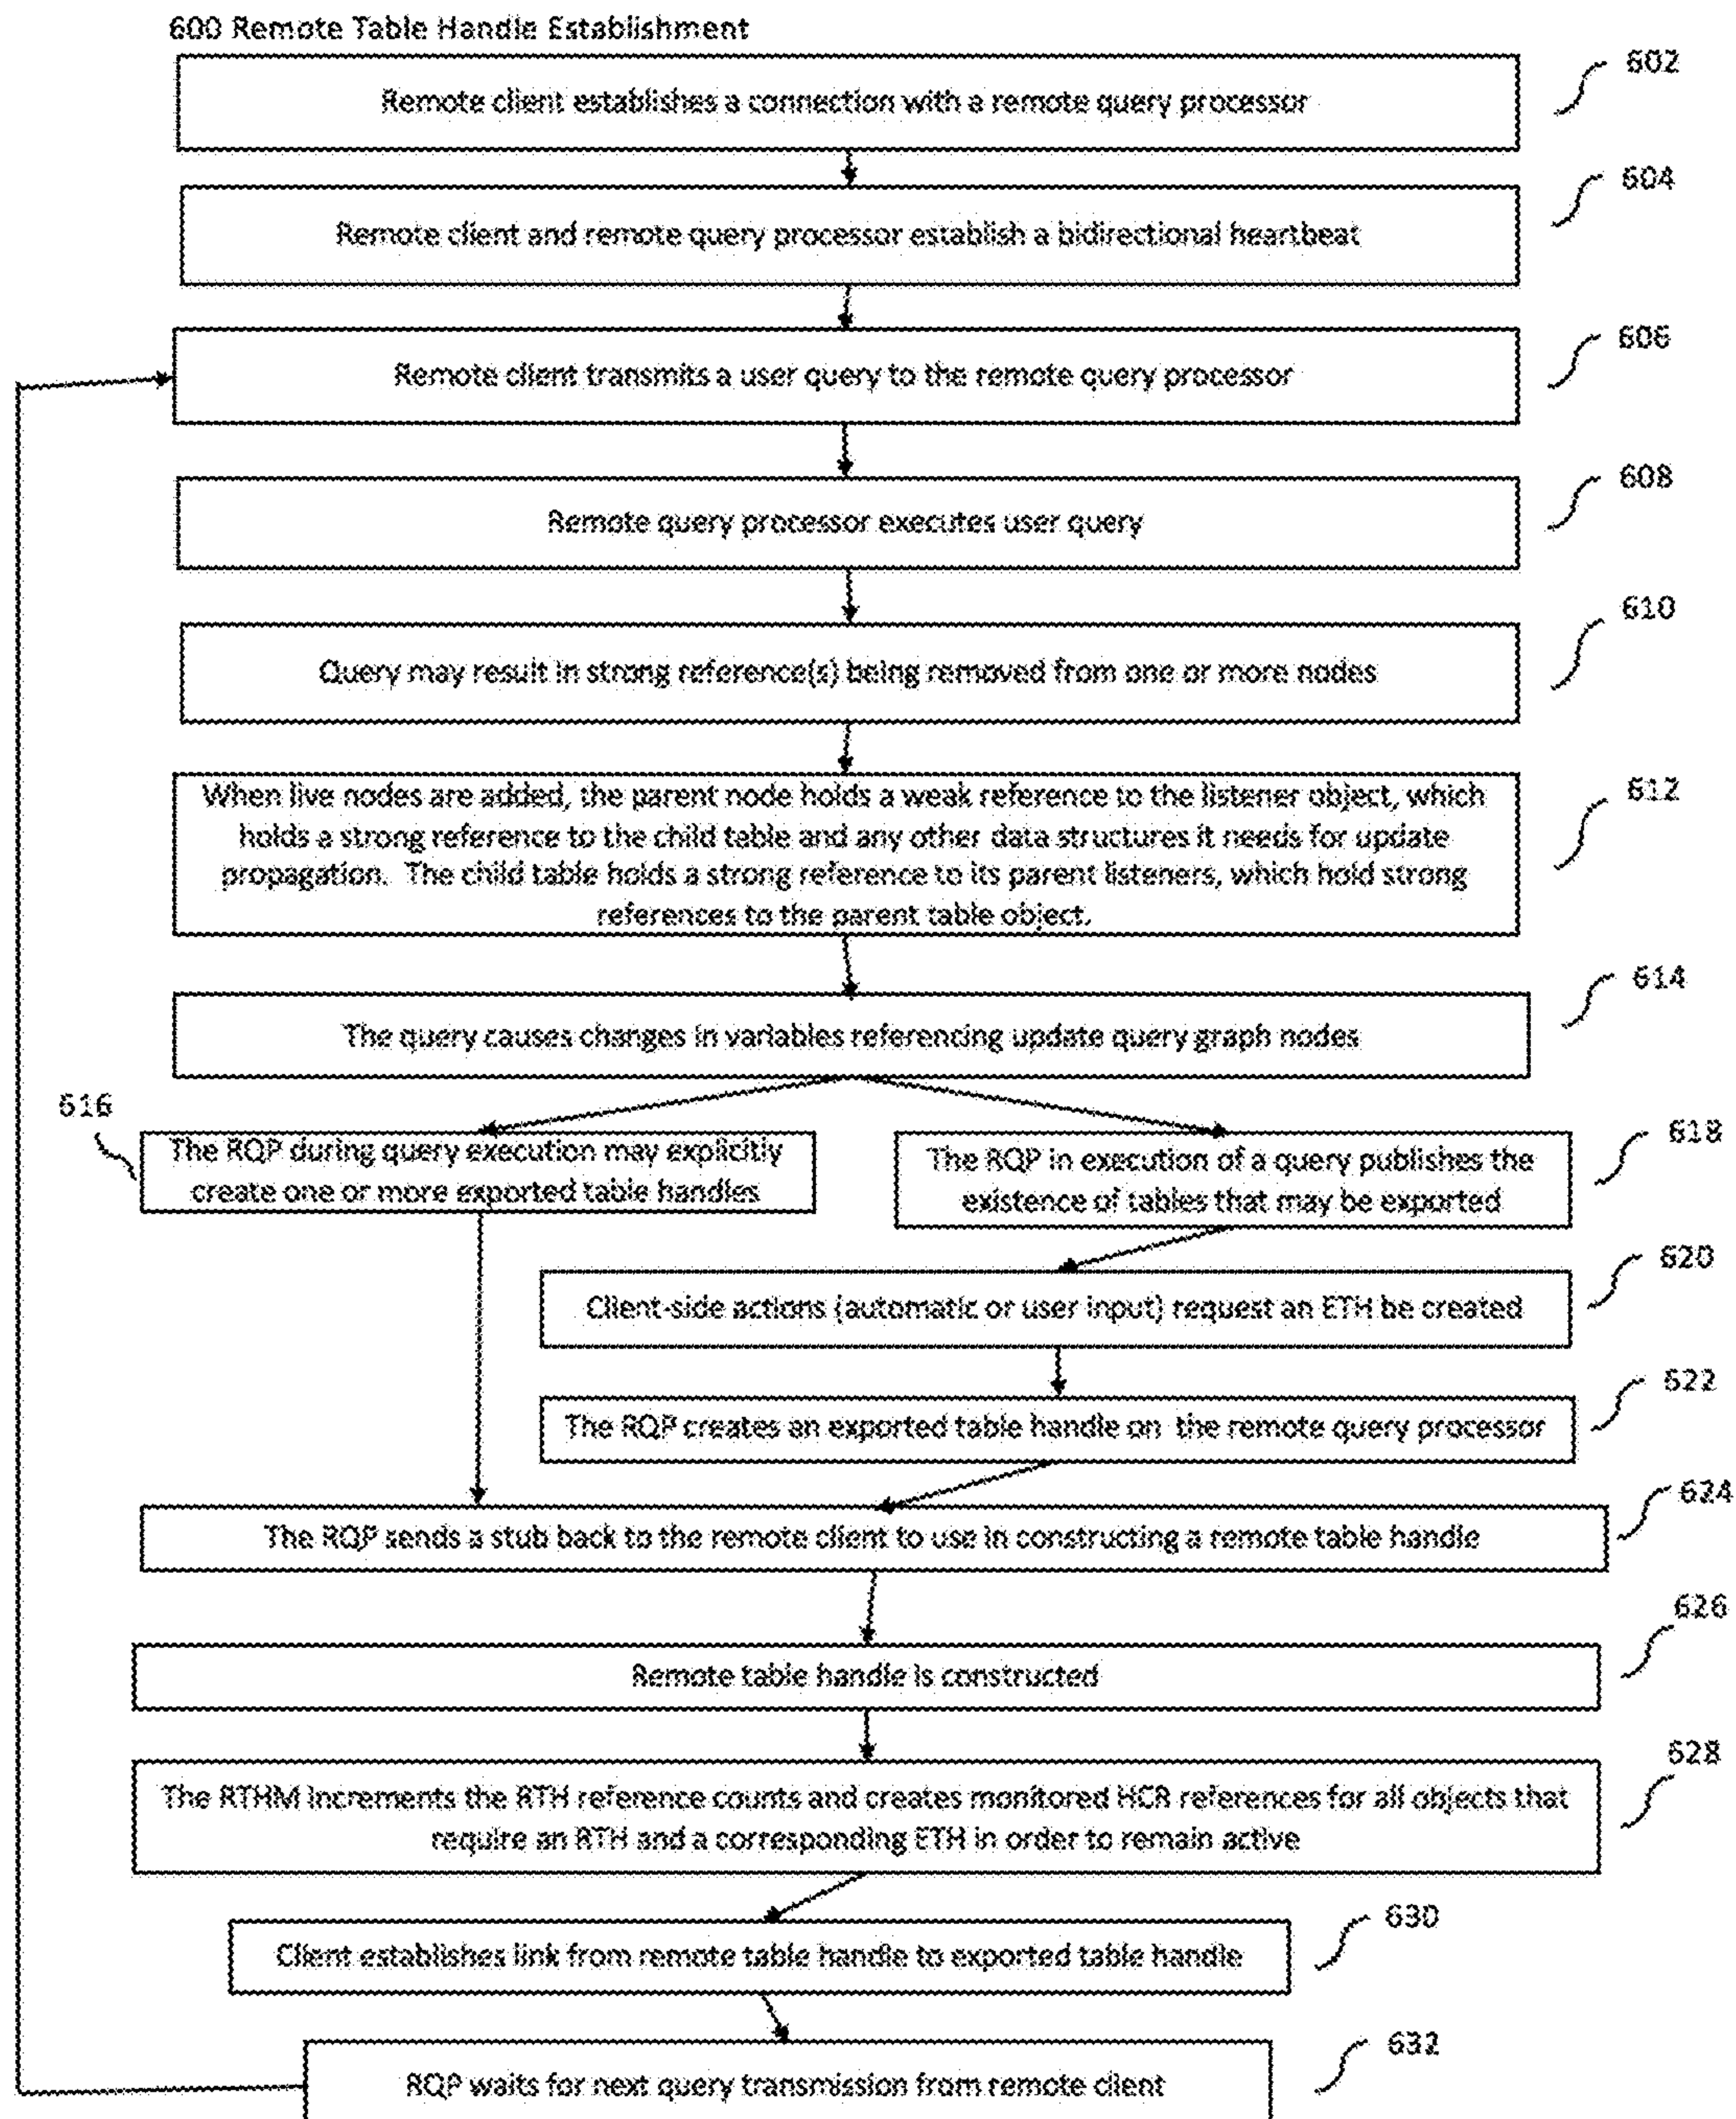 600 Remote Table Handle Establishment
602
Remote client establishes a connection with a remote query processor
604
Remote client and remote query processor establish a bidirectional heartbeat
606
Remote client transmits a user query to the remote query processor
608
Remote query processor executes user query
610
Query may result in strong reference(s) being removed from one or more nodes
612
When live nodes are added, the parent node holds a weak reference to the listener object, which
holds a strong reference to the child table and any other data structures it needs for update
propagation. The child table holds a strong reference to its parent listeners, which hold strong
references to the parent table object.
614
The query causes changes in variables referencing update query graph nodes
616
The RQP during query execution may explicitly
create one or more exported table handles
618
The RQP in execution of a query publishes the
existence of tables that may be exported
620
Client-side actions (automatic or user input) request an ETH be created
622
The RQP creates an exported table handle on the remote query processor
624
The RQP sends a stub back to the remote client to use in constructing a remote table handle
626
Remote table handle is constructed
628
The RTHM increments the RTH reference counts and creates monitored HCR references for all objects that
require an RTH and a corresponding ETH in order to remain active
630
Client establishes link from remote table handle to exported table handle
632
RQP waits for next query transmission from remote client